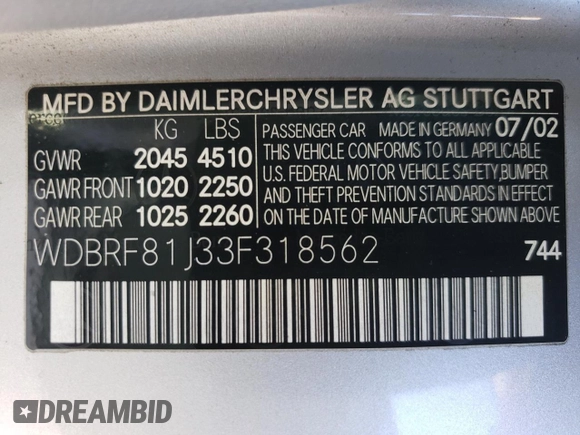 MFD BY DAIMLERCHRYSLER AG STUTTGART
KG LBS
GVWR 2045 4510
GAWR FRONT 1020 2250
GAWR REAR 1025 2260
PASSENGER CAR MADE IN GERMANY 07/02
THIS VEHICLE CONFORMS TO ALL APPLICABLE
U.S. FEDERAL MOTOR VEHICLE SAFETY, BUMPER
AND THEFT PREVENTION STANDARDS IN EFFECT
ON THE DATE OF MANUFACTURE SHOWN ABOVE
WDBRF81J33F318562 744
DREAMBID